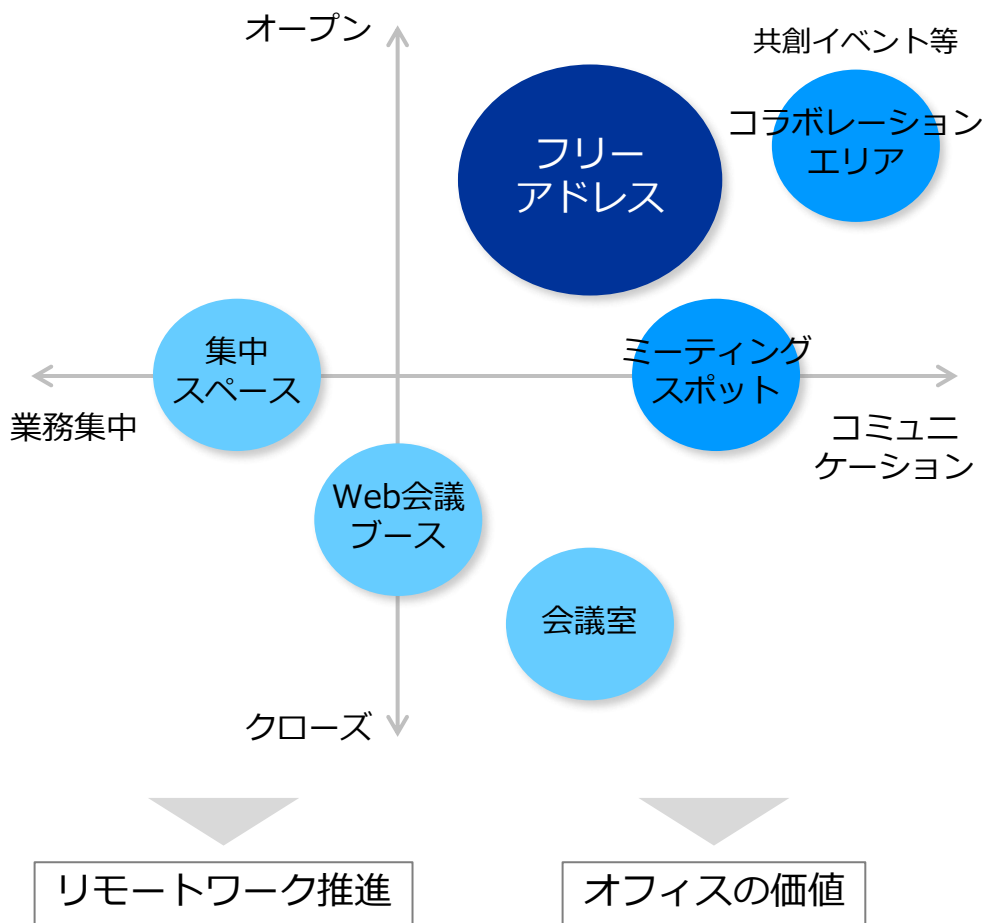 オープン
共創イベント等
フリー
アドレス
コラボレーション
エリア
集中
スペース
ミーティング
スポット
業務集中
コミュニ
ケーション
Web会議
ブース
会議室
クローズ
リモートワーク推進
オフィスの価値